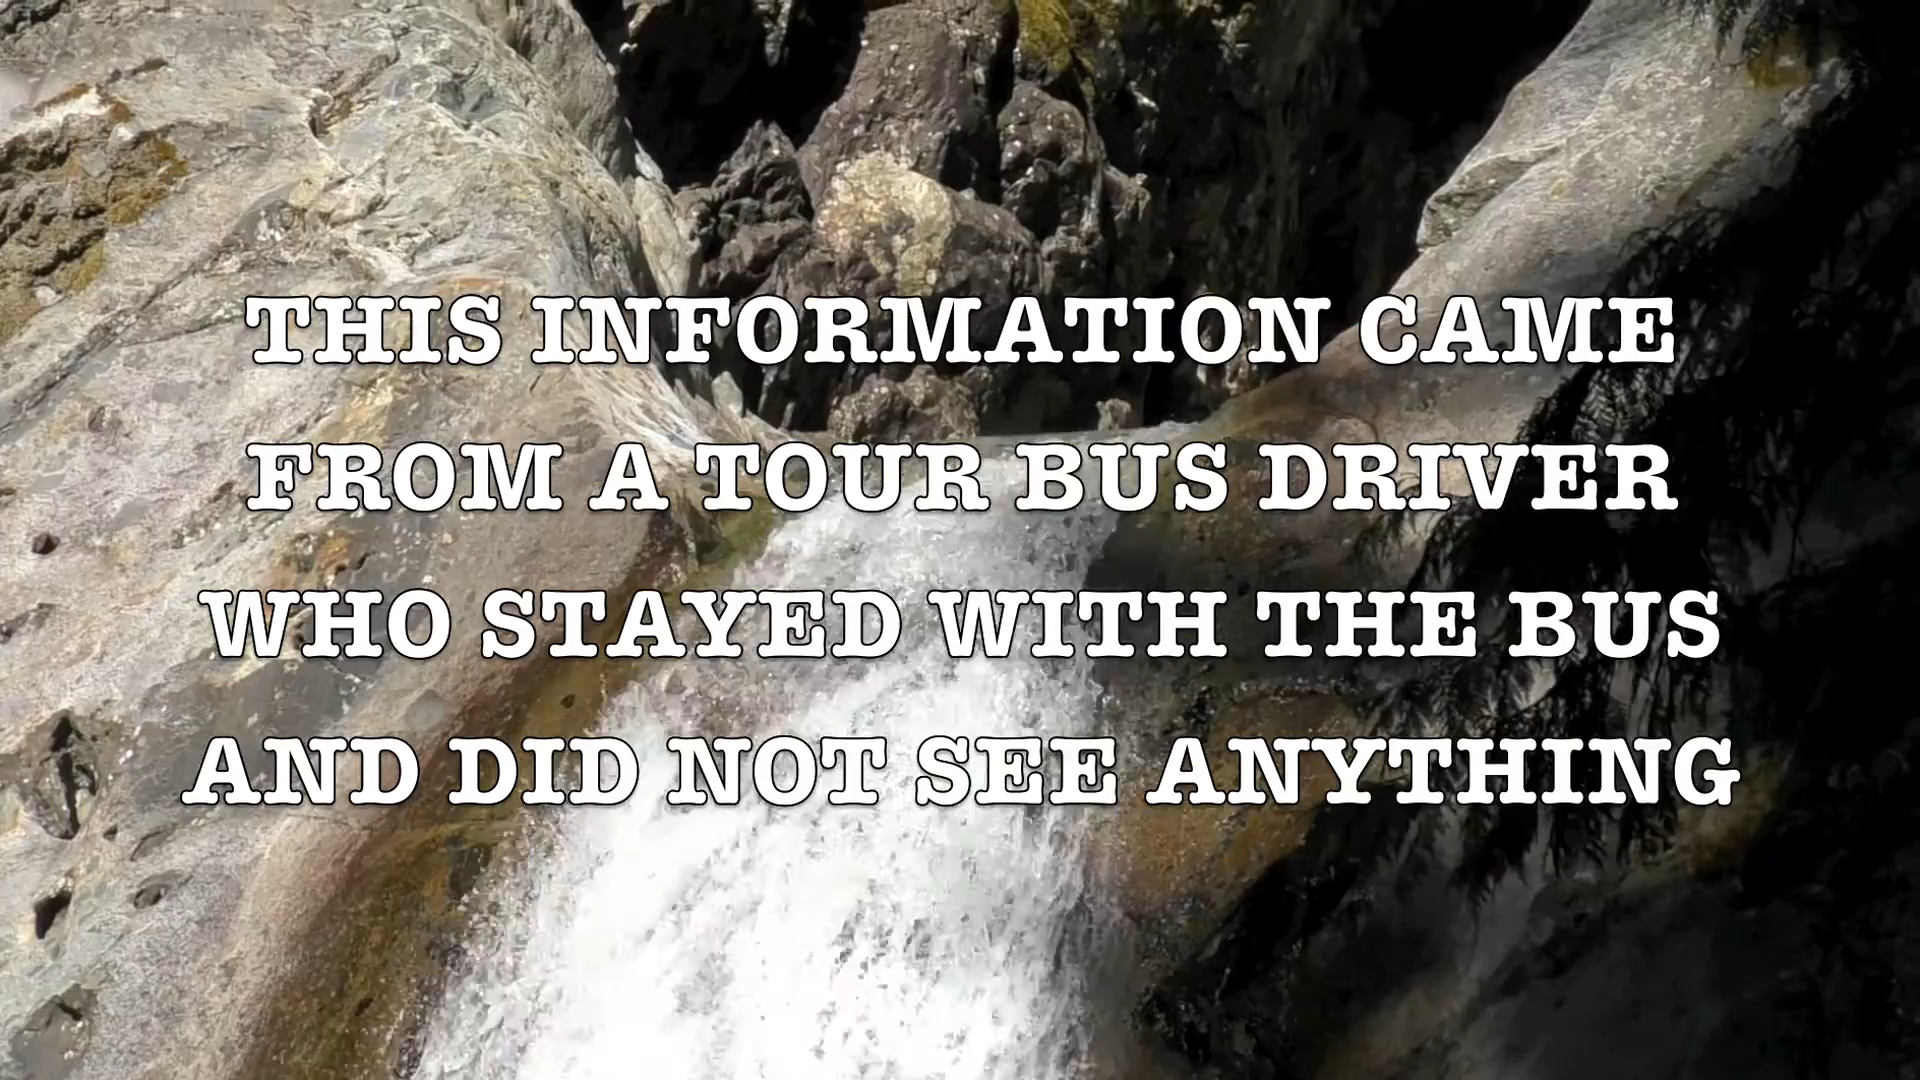 THIS INFORMATION CAME
FROM A TOUR BUS DRIVER
WHO STAYED WITH THE BUS
AND DID NOT SEE ANYTHING